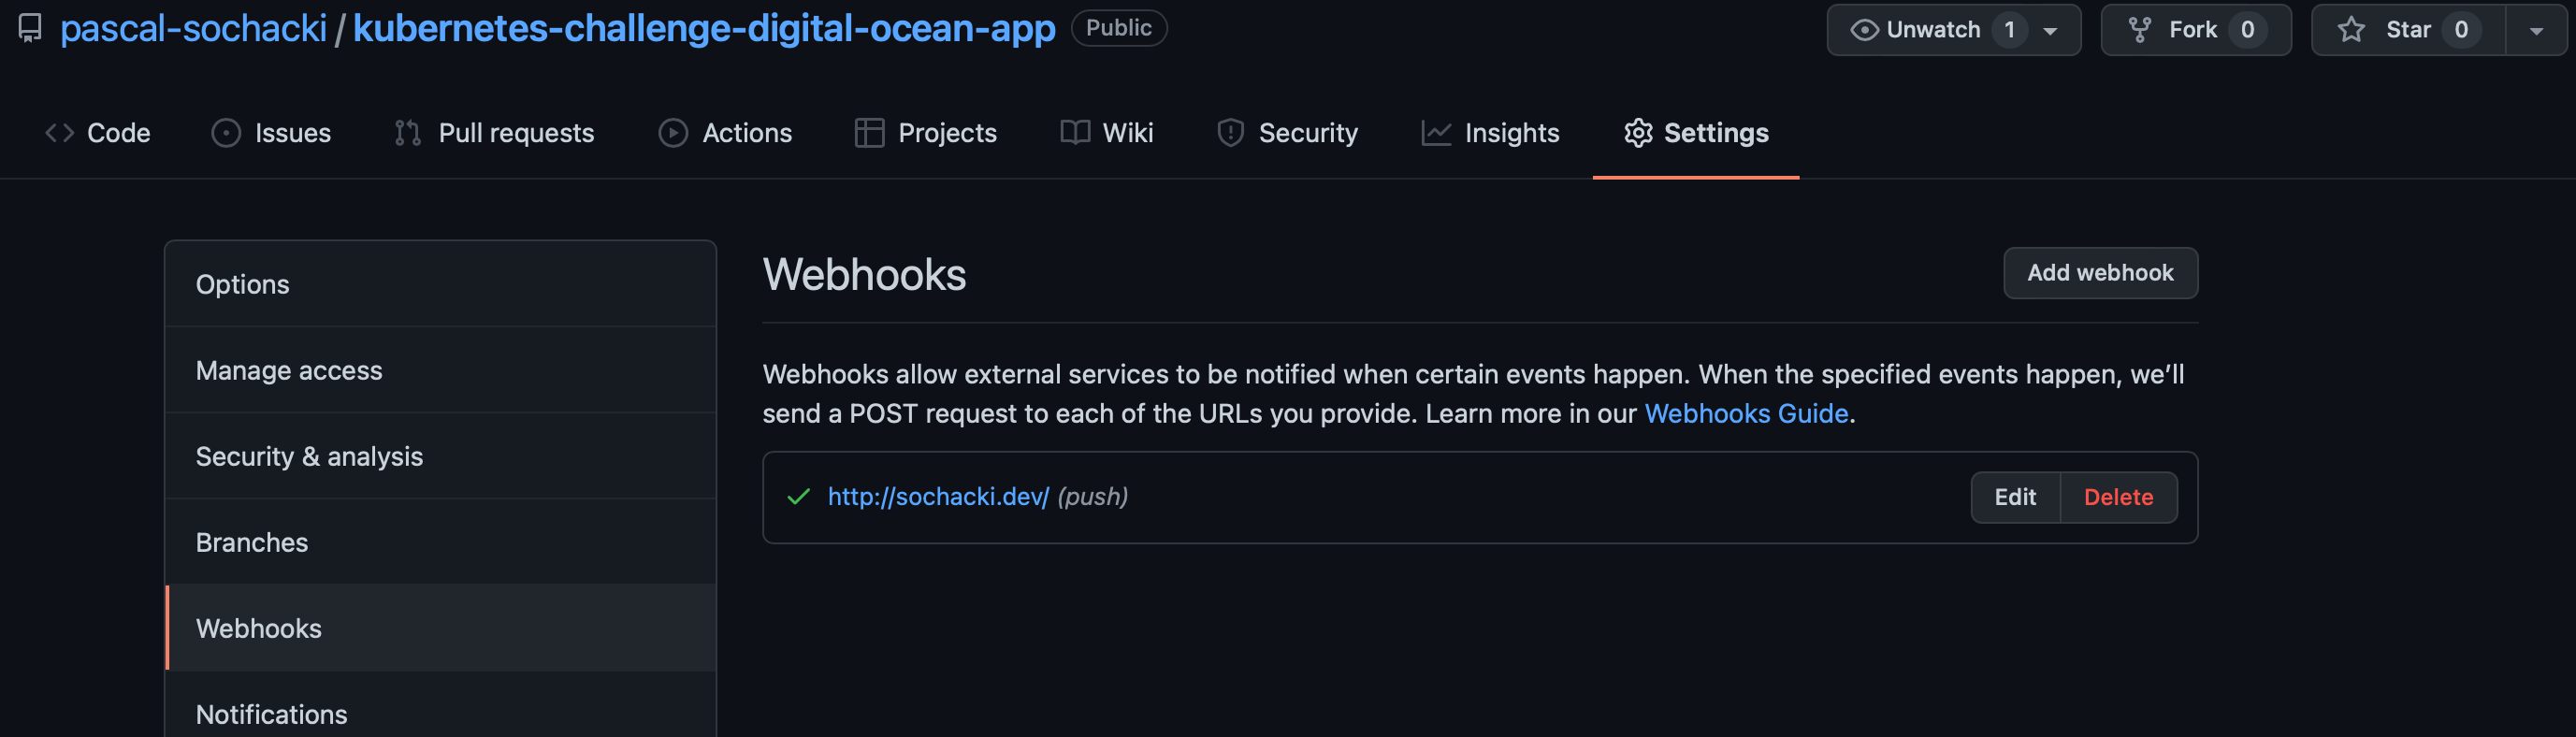 pascal-sochacki / kubernetes-challenge-digital-ocean-app Public
Unwatch 1
Fork 0
Star 0
Code
Issues
Pull requests
Actions
Projects
Wiki
Security
Insights
Settings
Options
Manage access
Security & analysis
Branches
Webhooks
Notifications
Webhooks
Add webhook
Webhooks allow external services to be notified when certain events happen. When the specified events happen, we’ll
send a POST request to each of the URLs you provide. Learn more in our Webhooks Guide.
http://sochacki.dev/ (push)
Edit
Delete